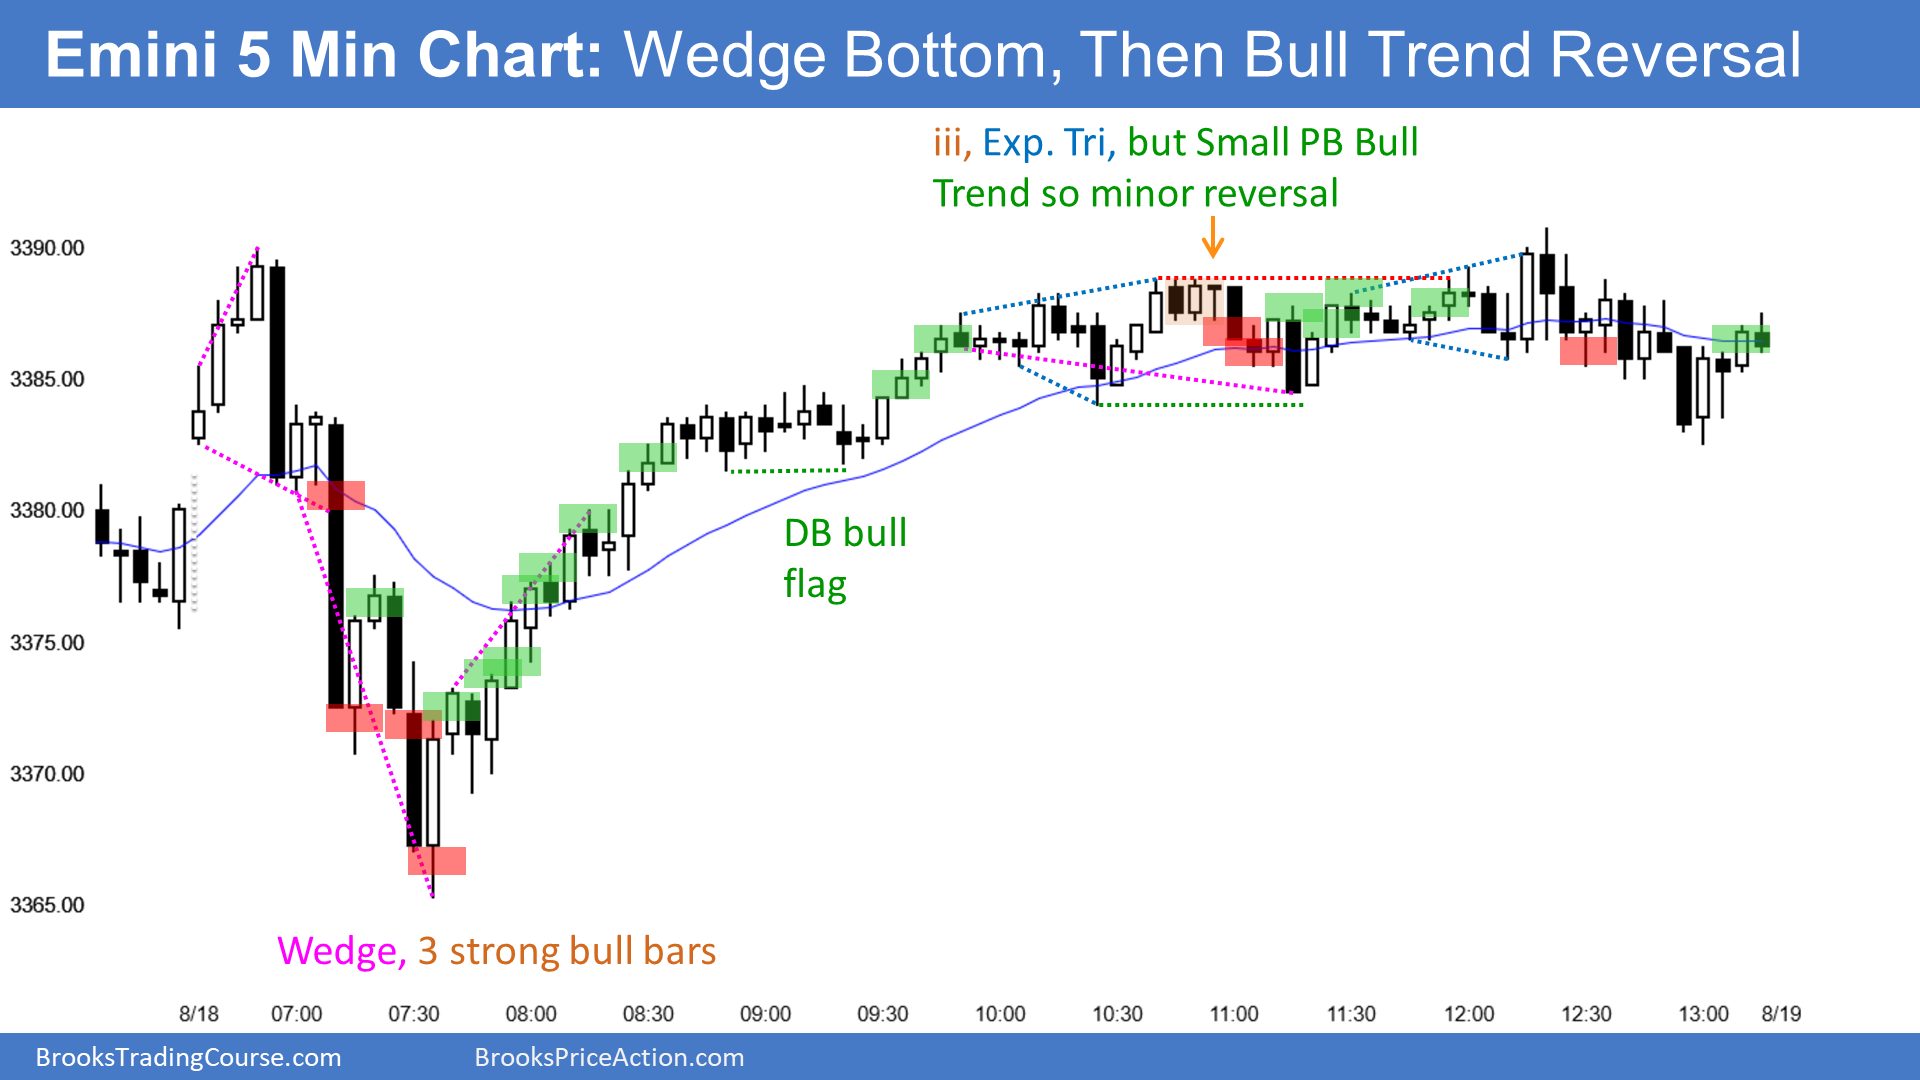 Emini 5 Min Chart: Wedge Bottom, Then Bull Trend Reversal
iii, Exp. Tri, but Small PB Bull
Trend so minor reversal
3390.00
3385.00
3380.00
3375.00
3370.00
3365.00
DB bull
flag
Wedge, 3 strong bull bars
8/18 07:00 07:30 08:00 08:30 09:00 09:30 10:00 10:30 11:00 11:30 12:00 12:30 13:00 8/19
BrooksTradingCourse.com BrooksPriceAction.com